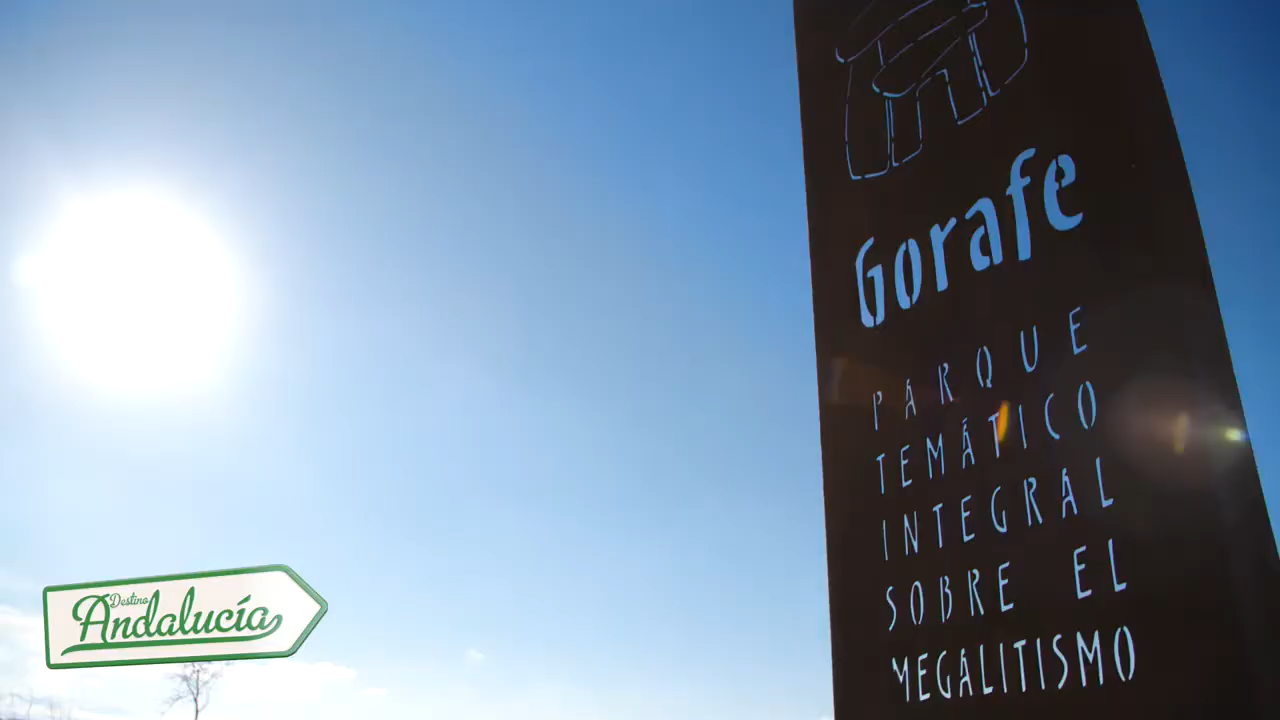 Gorafe
PARQUE
TEMÁTICO
INTEGRAL
SOBRE EL
MEGALITISMO
Destino
Andalucía